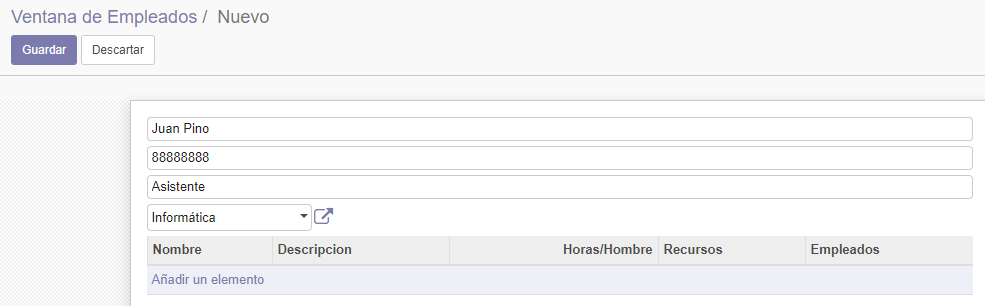 Ventana de Empleados / Nuevo
Guardar Descartar
Juan Pino
88888888
Asistente
Informática
Nombre Descripcion Horas/Hombre Recursos Empleados
Añadir un elemento